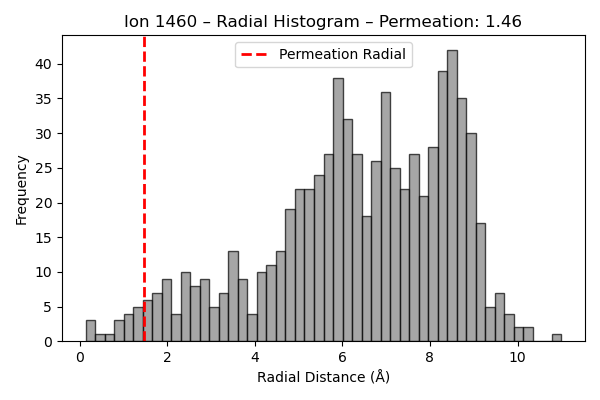 Ion 1460 – Radial Histogram – Permeation: 1.46
Permeation Radial
Frequency
40
35
30
25
20
15
10
5
0
0 2 4 6 8 10
Radial Distance (Å)